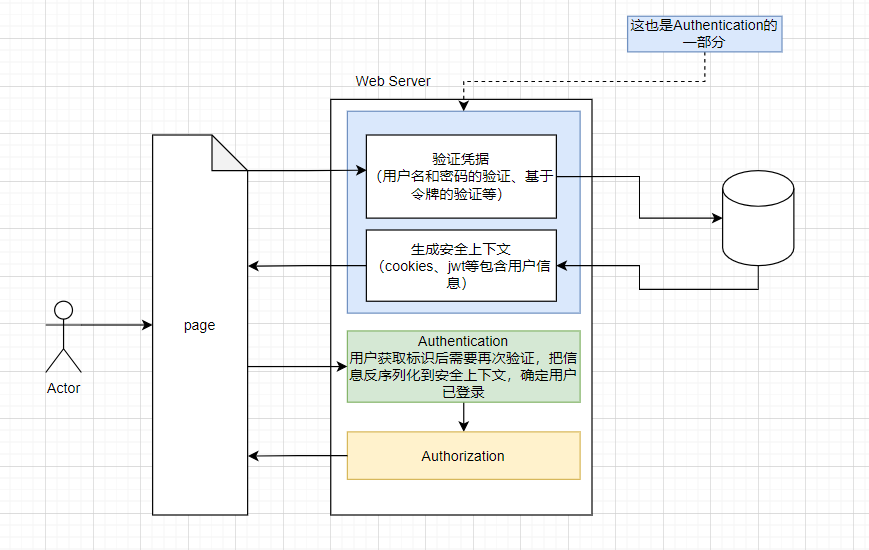 这也是Authentication的
一部分
Web Server
验证凭据
（用户名和密码的验证、基于
令牌的验证等）
生成安全上下文
（cookies、jwt等包含用户信
息）
page
Actor
Authentication
用户获取标识后需要再次验证，把信
息反序列化到安全上下文，确定用户
已登录
Authorization